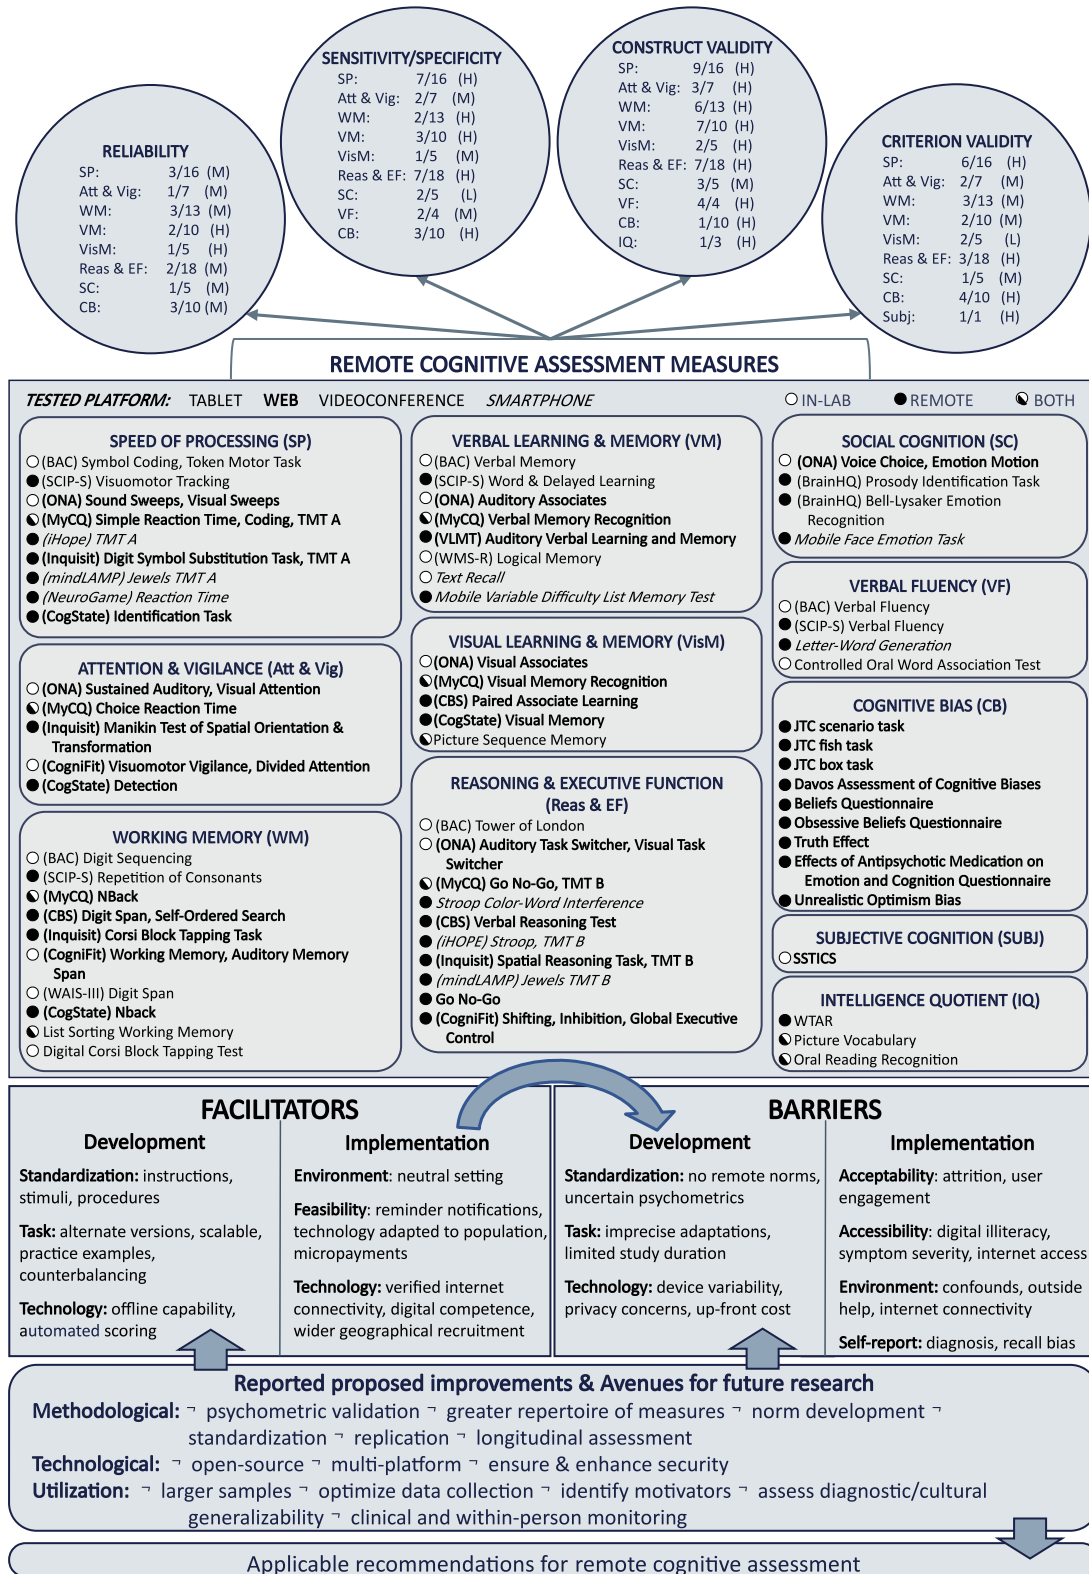 RELIABILITY
SP: 3/16 (M)
Att & Vig: 1/7 (M)
WM: 3/13 (M)
VM: 2/10 (H)
VisM: 1/5 (H)
Reas & EF: 2/18 (M)
SC: 1/5 (M)
CB: 3/10 (M)
SENSITIVITY/SPECIFICITY
SP: 7/16 (H)
Att & Vig: 2/7 (M)
WM: 2/13 (H)
VM: 3/10 (H)
VisM: 1/5 (M)
Reas & EF: 7/18 (H)
SC: 2/5 (L)
VF: 2/4 (M)
CB: 3/10 (H)
CONSTRUCT VALIDITY
SP: 9/16 (H)
Att & Vig: 3/7 (H)
WM: 6/13 (H)
VM: 7/10 (H)
VisM: 2/5 (H)
Reas & EF: 7/18 (H)
SC: 3/5 (M)
VF: 4/4 (H)
CB: 1/10 (H)
IQ: 1/3 (H)
CRITERION VALIDITY
SP: 6/16 (H)
Att & Vig: 2/7 (M)
WM: 3/13 (M)
VM: 2/10 (M)
VisM: 2/5 (L)
Reas & EF: 3/18 (H)
SC: 1/5 (M)
CB: 4/10 (H)
Subj: 1/1 (H)
REMOTE COGNITIVE ASSESSMENT MEASURES
TESTED PLATFORM: TABLET WEB VIDEOCONFERENCE SMARTPHONE
IN-LAB REMOTE BOTH
SPEED OF PROCESSING (SP)
(BAC) Symbol Coding, Token Motor Task
(SCIP-S) Visuomotor Tracking
(ONA) Sound Sweeps, Visual Sweeps
(MyCQ) Simple Reaction Time, Coding, TMT A
(iHope) TMT A
(Inquisit) Digit Symbol Substitution Task, TMT A
(mindLAMP) Jewels TMT A
(NeuroGame) Reaction Time
(CogState) Identification Task
ATTENTION & VIGILANCE (Att & Vig)
(ONA) Sustained Auditory, Visual Attention
(MyCQ) Choice Reaction Time
(Inquisit) Manikin Test of Spatial Orientation &
Transformation
(CogniFit) Visuomotor Vigilance, Divided Attention
(CogState) Detection
WORKING MEMORY (WM)
(BAC) Digit Sequencing
(SCIP-S) Repetition of Consonants
(MyCQ) NBack
(CBS) Digit Span, Self-Ordered Search
(Inquisit) Corsi Block Tapping Task
(CogniFit) Working Memory, Auditory Memory
Span
(WAIS-III) Digit Span
(CogState) Nback
List Sorting Working Memory
Digital Corsi Block Tapping Test
VERBAL LEARNING & MEMORY (VM)
(BAC) Verbal Memory
(SCIP-S) Word & Delayed Learning
(ONA) Auditory Associates
(MyCQ) Verbal Memory Recognition
(VLMT) Auditory Verbal Learning and Memory
(WMS-R) Logical Memory
Text Recall
Mobile Variable Difficulty List Memory Test
VISUAL LEARNING & MEMORY (VisM)
(ONA) Visual Associates
(MyCQ) Visual Memory Recognition
(CBS) Paired Associate Learning
(CogState) Visual Memory
Picture Sequence Memory
REASONING & EXECUTIVE FUNCTION
(Reas & EF)
(BAC) Tower of London
(ONA) Auditory Task Switcher, Visual Task
Switcher
(MyCQ) Go No-Go, TMT B
Stroop Color-Word Interference
(CBS) Verbal Reasoning Test
(iHOPE) Stroop, TMT B
(Inquisit) Spatial Reasoning Task, TMT B
(mindLAMP) Jewels TMT B
Go No-Go
(CogniFit) Shifting, Inhibition, Global Executive
Control
SOCIAL COGNITION (SC)
(ONA) Voice Choice, Emotion Motion
(BrainHQ) Prosody Identification Task
(BrainHQ) Bell-Lysaker Emotion
Recognition
Mobile Face Emotion Task
VERBAL FLUENCY (VF)
(BAC) Verbal Fluency
(SCIP-S) Verbal Fluency
Letter-Word Generation
Controlled Oral Word Association Test
COGNITIVE BIAS (CB)
JTC scenario task
JTC fish task
JTC box task
Davos Assessment of Cognitive Biases
Beliefs Questionnaire
Obsessive Beliefs Questionnaire
Truth Effect
Effects of Antipsychotic Medication on
Emotion and Cognition Questionnaire
Unrealistic Optimism Bias
SUBJECTIVE COGNITION (SUBJ)
SSTICS
INTELLIGENCE QUOTIENT (IQ)
WTAR
Picture Vocabulary
Oral Reading Recognition
FACILITATORS
Development
Standardization: instructions,
stimuli, procedures
Task: alternate versions, scalable,
practice examples,
counterbalancing
Technology: offline capability,
automated scoring
Implementation
Environment: neutral setting
Feasibility: reminder notifications,
technology adapted to population,
micropayments
Technology: verified internet
connectivity, digital competence,
wider geographical recruitment
BARRIERS
Development
Standardization: no remote norms,
uncertain psychometrics
Task: imprecise adaptations,
limited study duration
Technology: device variability,
privacy concerns, up-front cost
Implementation
Acceptability: attrition, user
engagement
Accessibility: digital illiteracy,
symptom severity, internet access
Environment: confounds, outside
help, internet connectivity
Self-report: diagnosis, recall bias
Reported proposed improvements & Avenues for future research
Methodological: ¬ psychometric validation ¬ greater repertoire of measures ¬ norm development ¬
standardization ¬ replication ¬ longitudinal assessment
Technological: ¬ open-source ¬ multi-platform ¬ ensure & enhance security
Utilization: ¬ larger samples ¬ optimize data collection ¬ identify motivators ¬ assess diagnostic/cultural
generalizability ¬ clinical and within-person monitoring
Applicable recommendations for remote cognitive assessment